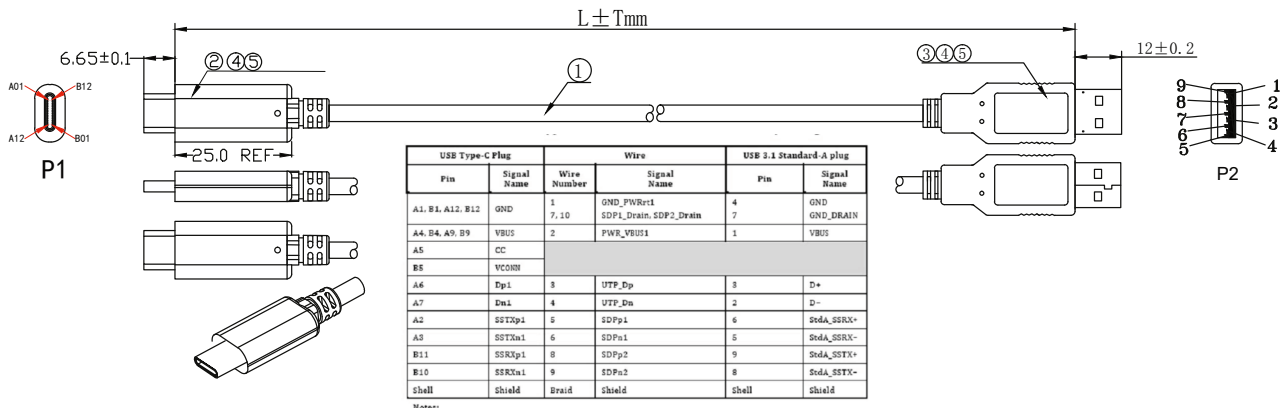 L±Tmm
6.65±0.1
12±0.2
②④⑤
①
③④⑤
A01
B12
A12
B01
P1
25.0 REF
9
8
7
6
5
1
2
3
4
P2
USB Type-C Plug Wire USB 3.1 Standard-A plug
Pin Signal Name Wire Number Signal Name Pin Signal Name
A1, B1, A12, B12 GND 1 GND_PWRrt1 4 GND
7, 10 SDP1_Drain, SDP2_Drain 7 GND_DRAIN
A4, B4, A9, B9 VBUS 2 PWR_VBUS1 1 VBUS
A5 CC
B5 VCONN
A6 Dp1 3 UTP_Dp 3 D+
A7 Dn1 4 UTP_Dn 2 D-
A2 SSTXp1 5 SDPp1 6 StdA_SSRX+
A3 SSTXn1 6 SDPn1 5 StdA_SSRX-
B11 SSRXp1 8 SDPp2 9 StdA_SSTX+
B10 SSRXn1 9 SDPn2 8 StdA_SSTX-
Shell Shield Braid Shield Shell Shield
Notes: